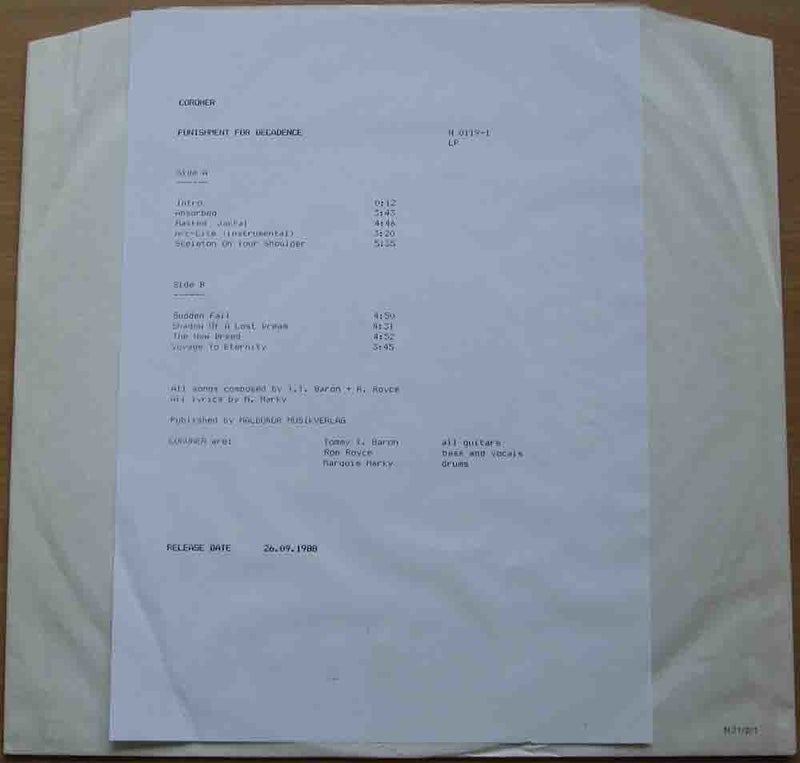 CORONER
PUNISHMENT FOR DECADENCE N 0119-1
LP
Side A
Intro 0:12
Absorbed 3:43
Masked Jackal 4:46
Arc-Lite (instrumental) 3:20
Skeleton On Your Shoulder 5:35
Side B
Sudden Fall 4:50
Shadow Of A Lost Dream 4:31
The New Breed 4:52
Voyage To Eternity 3:45
All songs composed by T.T. Baron + R. Royce
All lyrics by M. Marky
Published by MALDOROR MUSIKVERLAG
CORONER are: Tommy T. Baron all guitars
Ron Royce bass and vocals
Marquis Marky drums
RELEASE DATE 26.09.1988